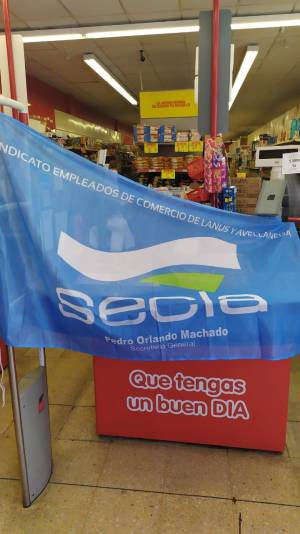 SINDICATO EMPLEADOS DE COMERCIO DE LANUS Y AVELLANEDA
secla
Pedro Orlando Machado
Secretario General
Que tengas
un buen DIA